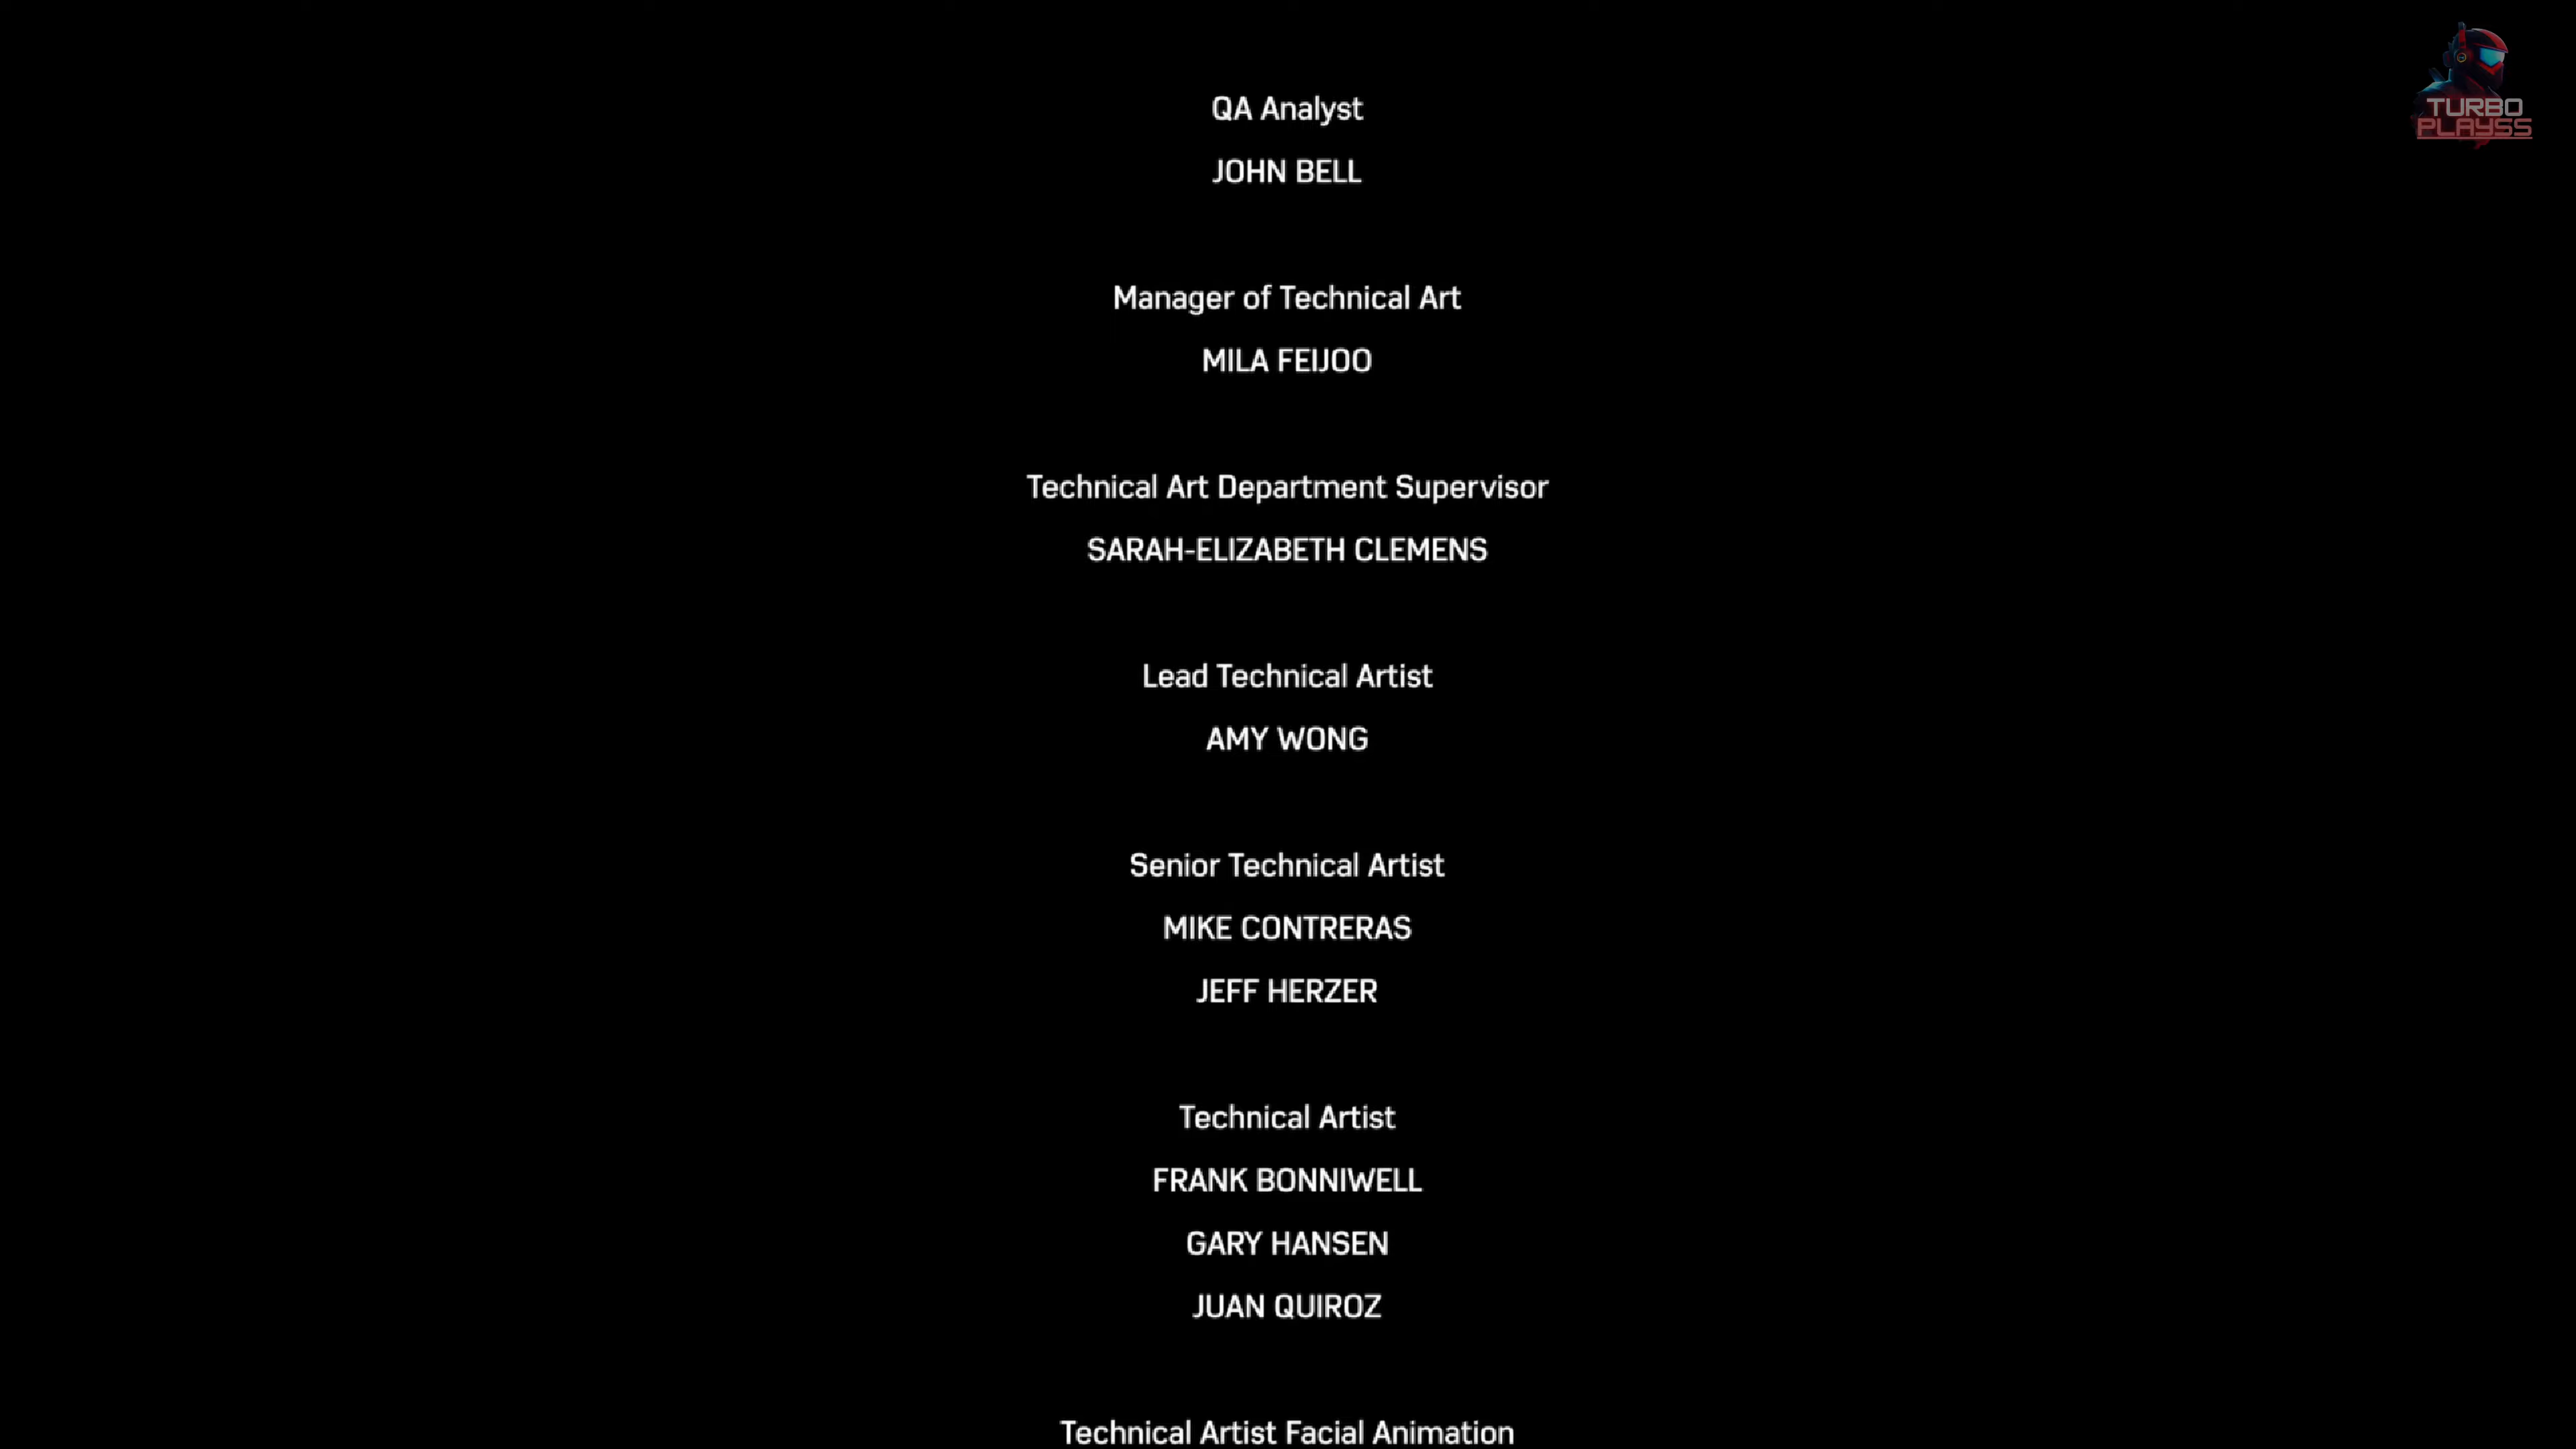 QA Analyst
JOHN BELL
Manager of Technical Art
MILA FEIJOO
Technical Art Department Supervisor
SARAH-ELIZABETH CLEMENS
Lead Technical Artist
AMY WONG
Senior Technical Artist
MIKE CONTRERAS
JEFF HERZER
Technical Artist
FRANK BONNIWELL
GARY HANSEN
JUAN QUIROZ
Technical Artist Facial Animation
TURBO
PLAYSS